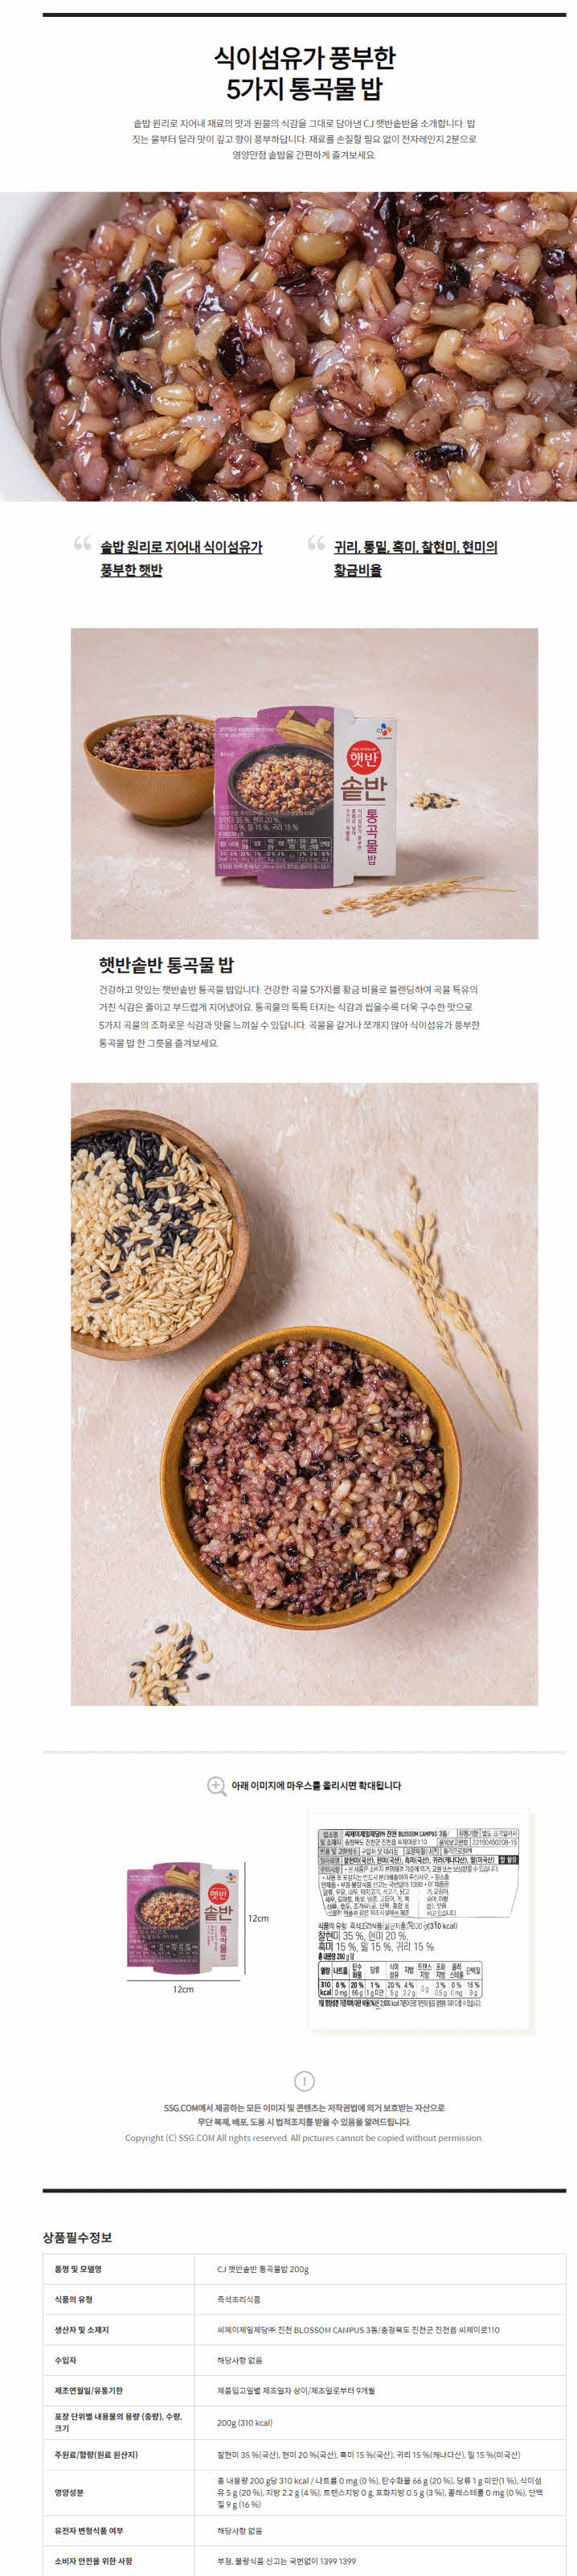 식이섬유가 풍부한
5가지 통곡물 밥
솥밥 원리로 지어내 재료의 맛과 원물의 식감을 그대로 담아낸 CJ 햇반솥반을 소개합니다. 밥
짓는 물부터 달라 맛이 깊고 향이 풍부하답니다. 재료를 손질할 필요 없이 전자레인지 2분으로
영양만점 솥밥을 간편하게 즐겨보세요.
솥밥 원리로 지어내 식이섬유가
풍부한 햇반
귀리, 통밀, 흑미, 찰현미, 현미의
황금비율
CJ
햇반
솥반
통곡물밥
찰현미 35 %, 현미 20 %,
흑미 15 %, 밀 15 %, 귀리 15 %
햇반솥반 통곡물 밥
건강하고 맛있는 햇반솥반 통곡물 밥입니다. 건강한 곡물 5가지를 황금 비율로 블렌딩하여 곡물 특유의
거친 식감은 줄이고 부드럽게 지어냈어요. 통곡물의 톡톡 터지는 식감과 씹을수록 더욱 구수한 맛으로
5가지 곡물의 조화로운 식감과 맛을 느끼실 수 있답니다. 곡물을 갈거나 쪼개지 않아 식이섬유가 풍부한
통곡물 밥 한 그릇을 즐겨보세요.
아래 이미지에 마우스를 올리시면 확대됩니다
햇반
솥반
통곡물밥
12cm
12cm
찰현미 35 %, 현미 20 %,
흑미 15 %, 밀 15 %, 귀리 15 %
SSG.COM에서 제공하는 모든 이미지 및 콘텐츠는 저작권법에 의거 보호받는 자산으로
무단 복제, 배포, 도용 시 법적조치를 받을 수 있음을 알려드립니다.
Copyright (C) SSG.COM All rights reserved. All pictures cannot be copied without permission.
상품필수정보
품명 및 모델명 CJ 햇반솥반 통곡물밥 200g
식품의 유형 즉석조리식품
생산자 및 소재지 씨제이제일제당㈜ 진천 BLOSSOM CAMPUS 3동/충청북도 진천군 진천읍 씨제이로110
수입자 해당사항 없음
제조연월일/유통기한 제품입고일별 제조일자 상이/제조일로부터 9개월
포장 단위별 내용물의 용량 (중량), 수량,
크기 200g (310 kcal)
주원료/함량(원료 원산지) 찰현미 35 %(국산), 현미 20 %(국산), 흑미 15 %(국산), 귀리 15 %(캐나다산), 밀 15 %(미국산)
영양성분 총 내용량 200 g당 310 kcal / 나트륨 0 mg (0 %), 탄수화물 66 g (20 %), 당류 1 g 미만(1 %), 식이섬
유 5 g (20 %), 지방 2.2 g (4 %), 트랜스지방 0 g, 포화지방 0.5 g (3 %), 콜레스테롤 0 mg (0 %), 단백
질 9 g (16 %)
유전자 변형식품 여부 해당사항 없음
소비자 안전을 위한 사항 부정, 불량식품 신고는 국번없이 1399 1399